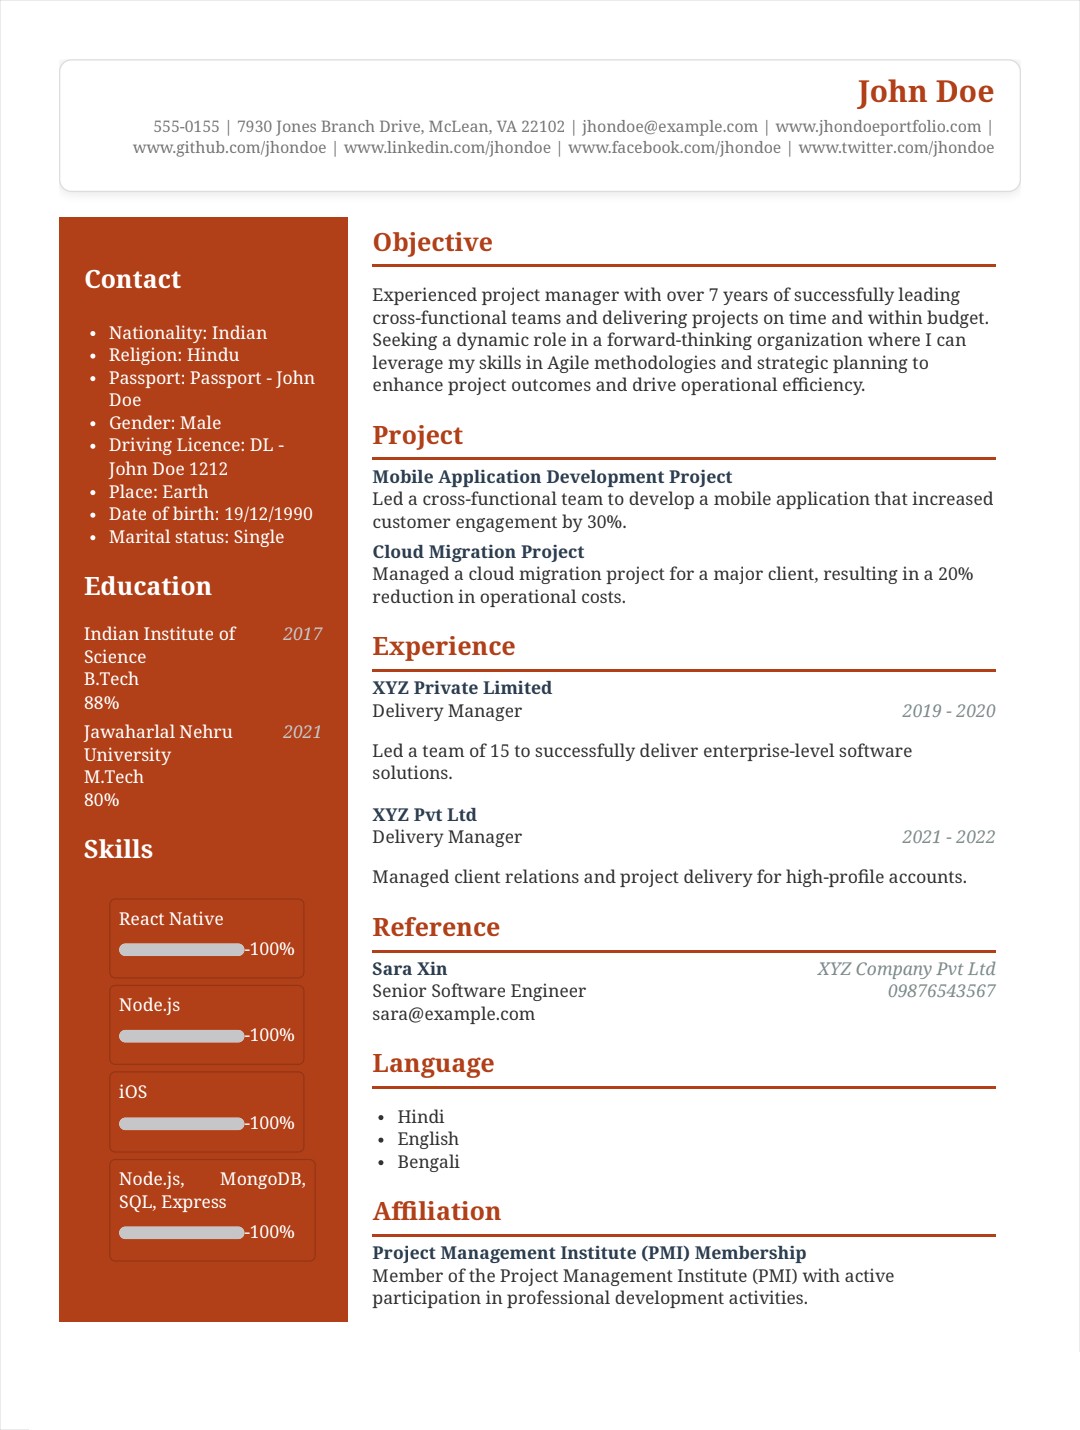 John Doe
555-0155 | 7930 Jones Branch Drive, McLean, VA 22102 | jhondoe@example.com | www.jhondoeportfolio.com |
www.github.com/jhondoe | www.linkedin.com/jhondoe | www.facebook.com/jhondoe | www.twitter.com/jhondoe
Contact
• Nationality: Indian
• Religion: Hindu
• Passport: Passport - John
Doe
• Gender: Male
• Driving Licence: DL -
John Doe 1212
• Place: Earth
• Date of birth: 19/12/1990
• Marital status: Single
Education
Indian Institute of 2017
Science
B.Tech
88%
Jawaharlal Nehru 2021
University
M.Tech
80%
Skills
React Native
-100%
Node.js
-100%
iOS
-100%
Node.js, MongoDB,
SQL, Express
-100%
Objective
Experienced project manager with over 7 years of successfully leading
cross-functional teams and delivering projects on time and within budget.
Seeking a dynamic role in a forward-thinking organization where I can
leverage my skills in Agile methodologies and strategic planning to
enhance project outcomes and drive operational efficiency.
Project
Mobile Application Development Project
Led a cross-functional team to develop a mobile application that increased
customer engagement by 30%.
Cloud Migration Project
Managed a cloud migration project for a major client, resulting in a 20%
reduction in operational costs.
Experience
XYZ Private Limited
Delivery Manager 2019 - 2020
Led a team of 15 to successfully deliver enterprise-level software
solutions.
XYZ Pvt Ltd
Delivery Manager 2021 - 2022
Managed client relations and project delivery for high-profile accounts.
Reference
Sara Xin XYZ Company Pvt Ltd
Senior Software Engineer 09876543567
sara@example.com
Language
• Hindi
• English
• Bengali
Affiliation
Project Management Institute (PMI) Membership
Member of the Project Management Institute (PMI) with active
participation in professional development activities.